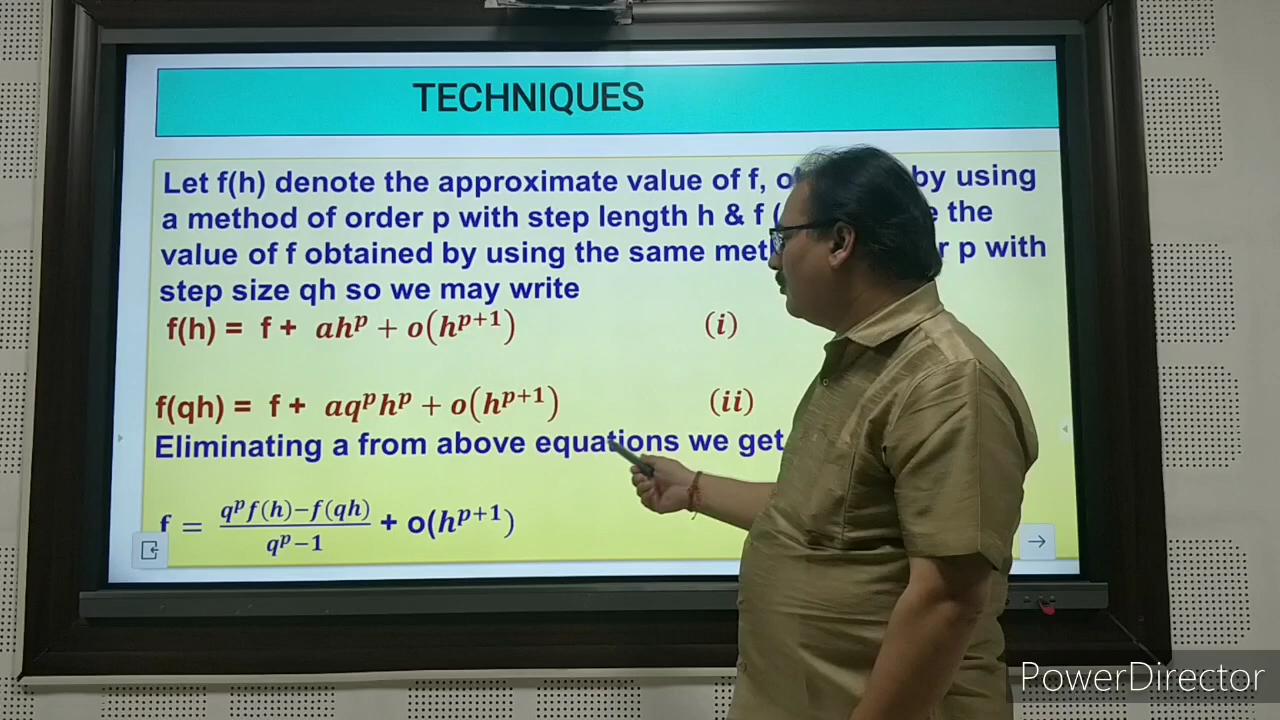 TECHNIQUES
Let f(h) denote the approximate value of f, by using
a method of order p with step length h & f ( the
value of f obtained by using the same p with
step size qh so we may write
f(h) = f + ah^p + o(h^{p+1}) (i)
f(qh) = f + aq^p h^p + o(h^{p+1}) (ii)
Eliminating a from above equations we get
f = \frac{q^p f(h)-f(qh)}{q^p-1} + o(h^{p+1})
PowerDirector